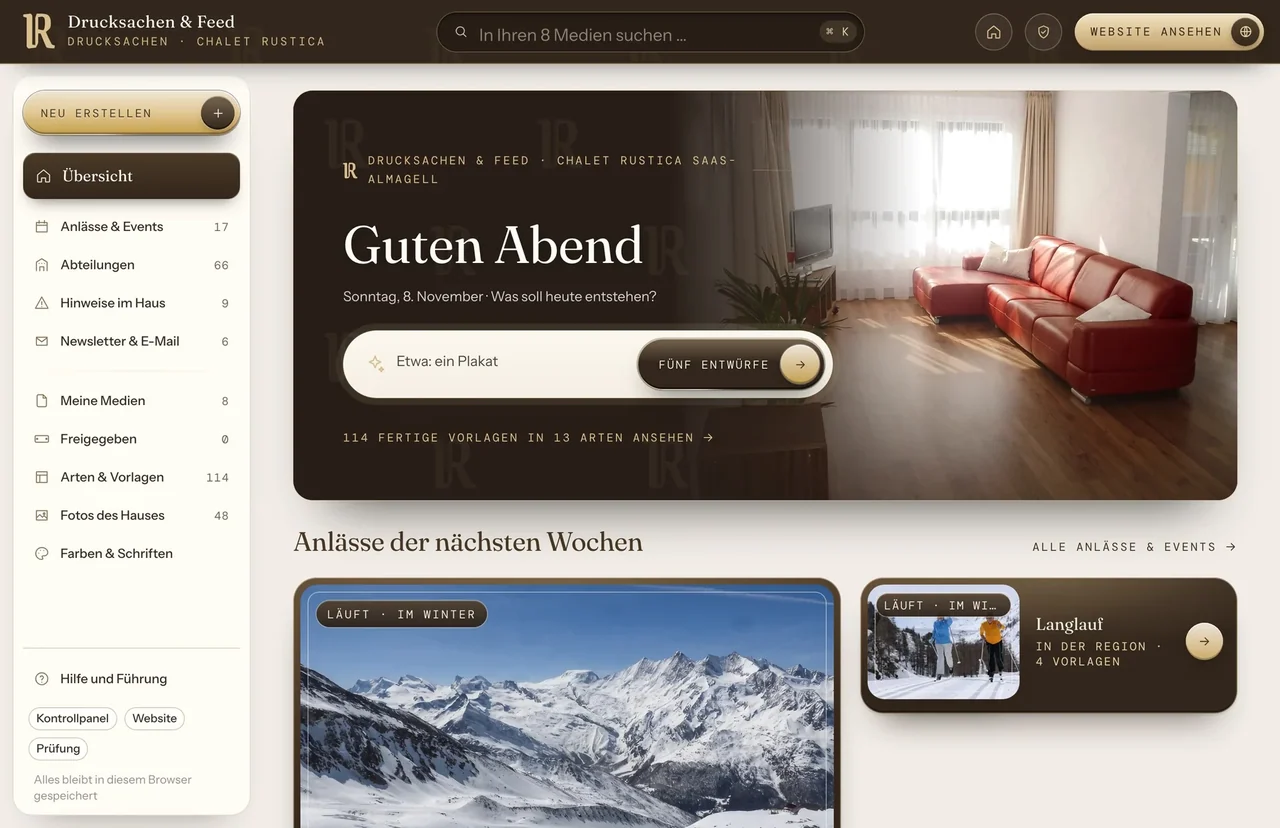 Drucksachen & Feed
DRUCKSACHEN · CHALET RUSTICA
In Ihren 8 Medien suchen ...
⌘ K
WEBSITE ANSEHEN
NEU ERSTELLEN
Übersicht
Anlässe & Events 17
Abteilungen 66
Hinweise im Haus 9
Newsletter & E-Mail 6
Meine Medien 8
Freigegeben 0
Arten & Vorlagen 114
Fotos des Hauses 48
Farben & Schriften
Hilfe und Führung
Kontrollpanel Website
Prüfung
Alles bleibt in diesem Browser
gespeichert
DRUCKSACHEN & FEED · CHALET RUSTICA SAAS-
ALMAGELL
Guten Abend
Sonntag, 8. November · Was soll heute entstehen?
Etwa: ein Plakat
FÜNF ENTWÜRFE
114 FERTIGE VORLAGEN IN 13 ARTEN ANSEHEN →
Anlässe der nächsten Wochen
ALLE ANLÄSSE & EVENTS →
LÄUFT · IM WINTER
LÄUFT · IM WI…
Langlauf
IN DER REGION ·
4 VORLAGEN